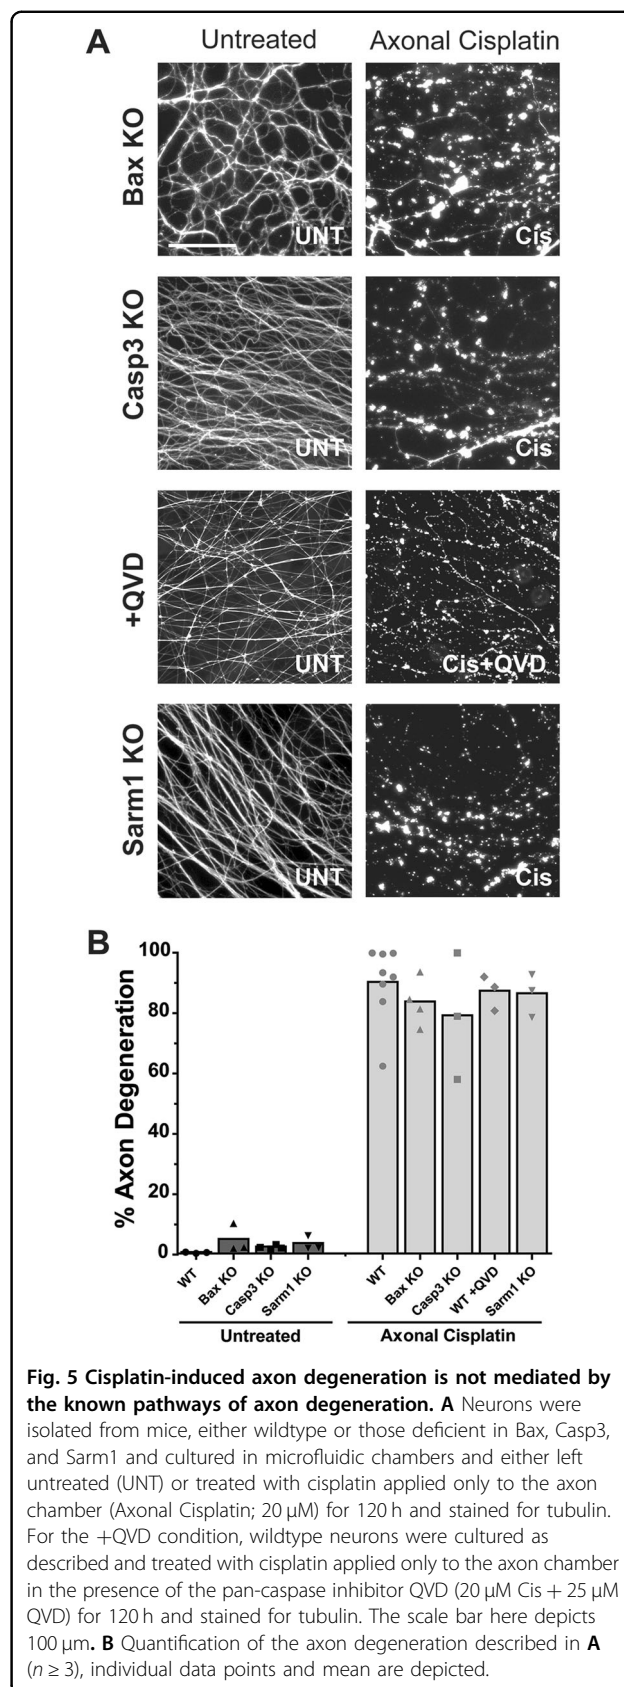 A
Untreated
Axonal Cisplatin
Bax KO
UNT
Cis
Casp3 KO
UNT
Cis
+QVD
UNT
Cis+QVD
Sarm1 KO
UNT
Cis
B
% Axon Degeneration
100
80
60
40
20
0
WT
Bax KO
Casp3 KO
Sarm1 KO
WT
Bax KO
Casp3 KO
WT +QVD
Sarm1 KO
Untreated
Axonal Cisplatin
Fig. 5 Cisplatin-induced axon degeneration is not mediated by
the known pathways of axon degeneration. A Neurons were
isolated from mice, either wildtype or those deficient in Bax, Casp3,
and Sarm1 and cultured in microfluidic chambers and either left
untreated (UNT) or treated with cisplatin applied only to the axon
chamber (Axonal Cisplatin; 20 µM) for 120 h and stained for tubulin.
For the +QVD condition, wildtype neurons were cultured as
described and treated with cisplatin applied only to the axon chamber
in the presence of the pan-caspase inhibitor QVD (20 µM Cis + 25 µM
QVD) for 120 h and stained for tubulin. The scale bar here depicts
100 µm. B Quantification of the axon degeneration described in A
(n ≥ 3), individual data points and mean are depicted.